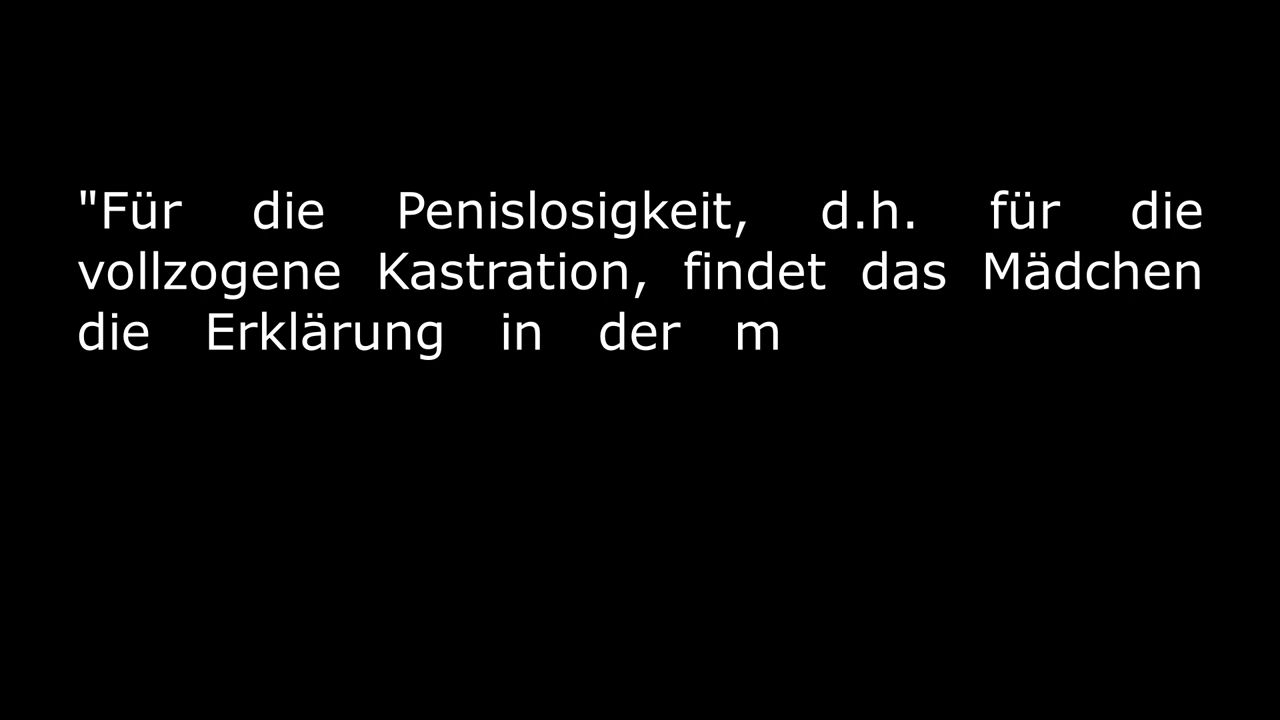 "Für die Penislosigkeit, d.h. für die
vollzogene Kastration, findet das Mädchen
die Erklärung in der m